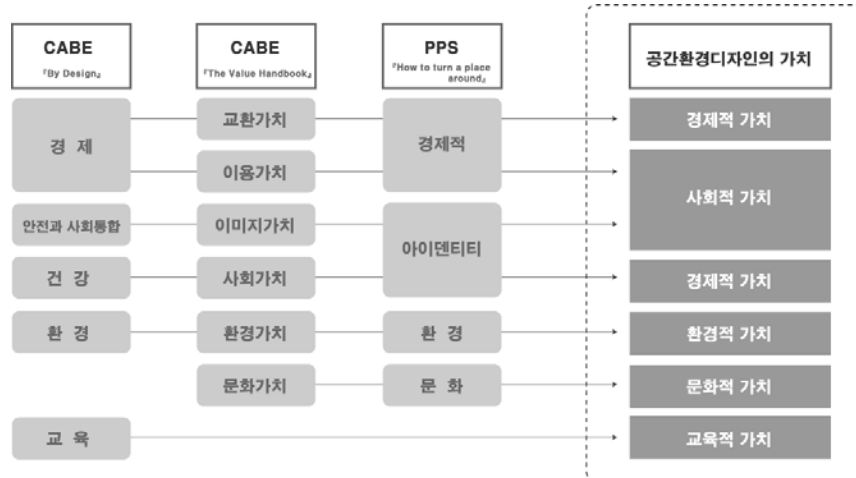 CABE
『By Design』
CABE
『The Value Handbook』
PPS
『How to turn a place
around』
공간환경디자인의 가치
경 제
교환가치
경제적
경제적 가치
이용가치
사회적 가치
안전과 사회통합
이미지가치
아이덴티티
건 강
사회가치
경제적 가치
환 경
환경가치
환 경
환경적 가치
문화가치
문 화
문화적 가치
교 육
교육적 가치